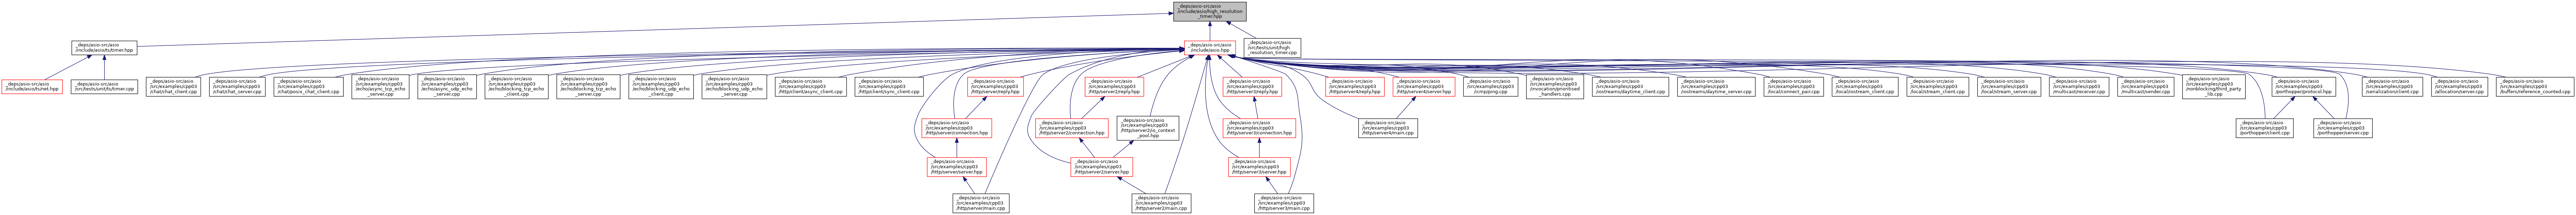 _deps/asio-src/asio
/include/asio/high_resolution
_timer.hpp
_deps/asio-src/asio
/include/asio/ts/timer.hpp
_deps/asio-src/asio
/include/asio.hpp
_deps/asio-src/asio
/src/tests/unit/high
_resolution_timer.cpp
_deps/asio-src/asio
/include/asio/ts/net.hpp
_deps/asio-src/asio
/src/tests/unit/ts/timer.cpp
_deps/asio-src/asio
/src/examples/cpp03
/chat/chat_client.cpp
_deps/asio-src/asio
/src/examples/cpp03
/chat/chat_server.cpp
_deps/asio-src/asio
/src/examples/cpp03
/chat/posix_chat_client.cpp
_deps/asio-src/asio
/src/examples/cpp03
/echo/async_tcp_echo
_server.cpp
_deps/asio-src/asio
/src/examples/cpp03
/echo/async_udp_echo
_server.cpp
_deps/asio-src/asio
/src/examples/cpp03
/echo/blocking_tcp_echo
_client.cpp
_deps/asio-src/asio
/src/examples/cpp03
/echo/blocking_tcp_echo
_server.cpp
_deps/asio-src/asio
/src/examples/cpp03
/echo/blocking_udp_echo
_client.cpp
_deps/asio-src/asio
/src/examples/cpp03
/echo/blocking_udp_echo
_server.cpp
_deps/asio-src/asio
/src/examples/cpp03
/http/client/async_client.cpp
_deps/asio-src/asio
/src/examples/cpp03
/http/client/sync_client.cpp
_deps/asio-src/asio
/src/examples/cpp03
/http/server/reply.hpp
_deps/asio-src/asio
/src/examples/cpp03
/http/server2/reply.hpp
_deps/asio-src/asio
/src/examples/cpp03
/http/server3/reply.hpp
_deps/asio-src/asio
/src/examples/cpp03
/http/server4/reply.hpp
_deps/asio-src/asio
/src/examples/cpp03
/http/server4/server.hpp
_deps/asio-src/asio
/src/examples/cpp03
/icmp/ping.cpp
_deps/asio-src/asio
/src/examples/cpp03
/invocation/prioritised
_handlers.cpp
_deps/asio-src/asio
/src/examples/cpp03
/iostreams/daytime_client.cpp
_deps/asio-src/asio
/src/examples/cpp03
/iostreams/daytime_server.cpp
_deps/asio-src/asio
/src/examples/cpp03
/local/connect_pair.cpp
_deps/asio-src/asio
/src/examples/cpp03
/local/iostream_client.cpp
_deps/asio-src/asio
/src/examples/cpp03
/local/stream_client.cpp
_deps/asio-src/asio
/src/examples/cpp03
/local/stream_server.cpp
_deps/asio-src/asio
/src/examples/cpp03
/multicast/receiver.cpp
_deps/asio-src/asio
/src/examples/cpp03
/multicast/sender.cpp
_deps/asio-src/asio
/src/examples/cpp03
/nonblocking/third_party
_lib.cpp
_deps/asio-src/asio
/src/examples/cpp03
/porthopper/protocol.hpp
_deps/asio-src/asio
/src/examples/cpp03
/serialization/client.cpp
_deps/asio-src/asio
/src/examples/cpp03
/allocation/server.cpp
_deps/asio-src/asio
/src/examples/cpp03
/buffers/reference_counted.cpp
_deps/asio-src/asio
/src/examples/cpp03
/http/server/connection.hpp
_deps/asio-src/asio
/src/examples/cpp03
/http/server2/connection.hpp
_deps/asio-src/asio
/src/examples/cpp03
/http/server2/io_context
_pool.hpp
_deps/asio-src/asio
/src/examples/cpp03
/http/server3/connection.hpp
_deps/asio-src/asio
/src/examples/cpp03
/http/server4/main.cpp
_deps/asio-src/asio
/src/examples/cpp03
/porthopper/client.cpp
_deps/asio-src/asio
/src/examples/cpp03
/porthopper/server.cpp
_deps/asio-src/asio
/src/examples/cpp03
/http/server/server.hpp
_deps/asio-src/asio
/src/examples/cpp03
/http/server2/server.hpp
_deps/asio-src/asio
/src/examples/cpp03
/http/server3/server.hpp
_deps/asio-src/asio
/src/examples/cpp03
/http/server/main.cpp
_deps/asio-src/asio
/src/examples/cpp03
/http/server2/main.cpp
_deps/asio-src/asio
/src/examples/cpp03
/http/server3/main.cpp